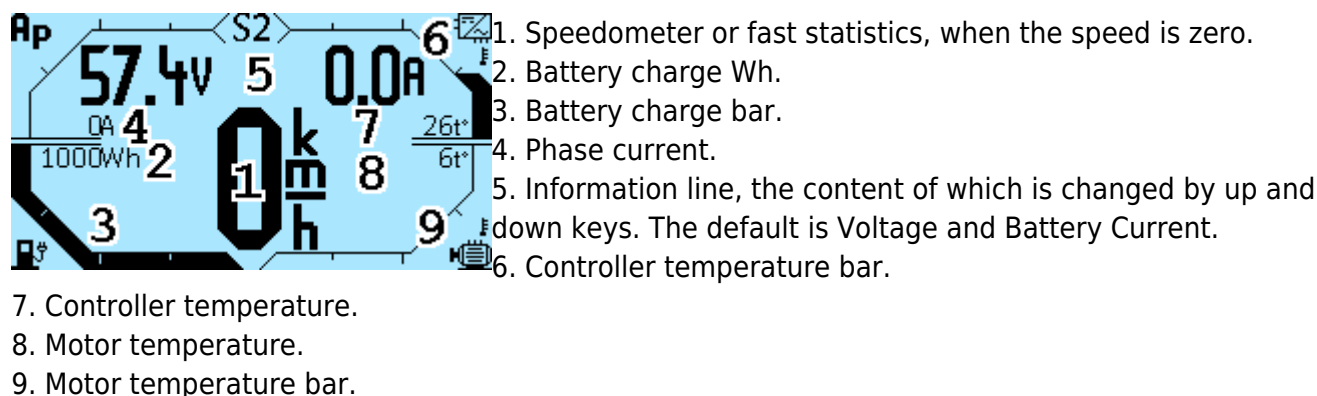 Ap S2 6 1. Speedometer or fast statistics, when the speed is zero.
57.4V 5 0.0A 2. Battery charge Wh.
3. Battery charge bar.
0A 4 7 26t° 4. Phase current.
1000Wh 2 1 km/h 8 6t° 5. Information line, the content of which is changed by up and
3 9 down keys. The default is Voltage and Battery Current.
6. Controller temperature bar.
7. Controller temperature.
8. Motor temperature.
9. Motor temperature bar.
0